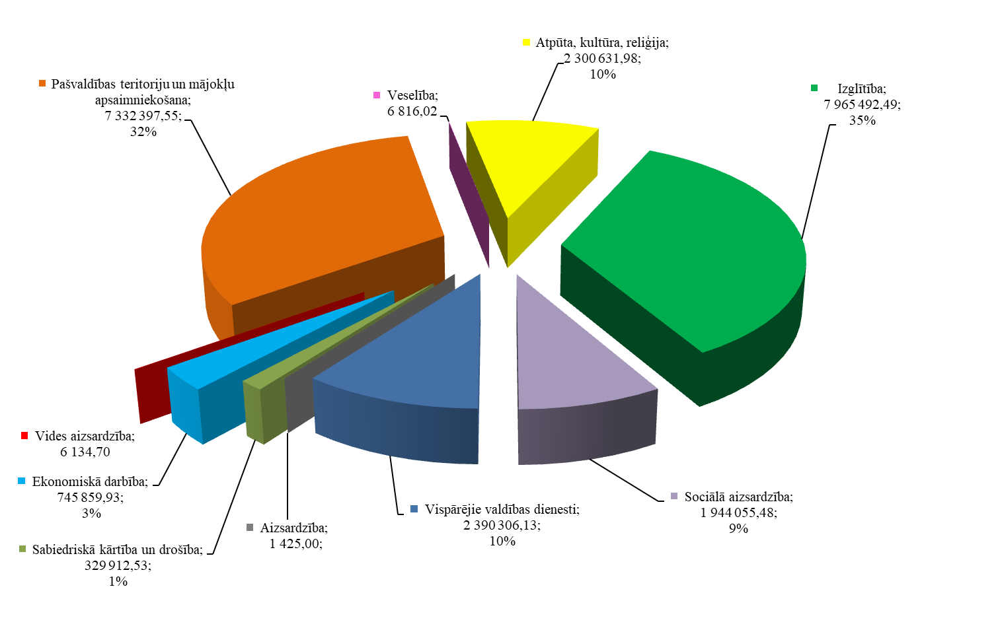 Atpūta, kultūra, reliģija;
2 300 631,98;
10%
Pašvaldības teritoriju un mājokļu
apsaimniekošana;
7 332 397,55;
32%
Veselība;
6 816,02
Izglītība;
7 965 492,49;
35%
Vides aizsardzība;
6 134,70
Ekonomiskā darbība;
745 859,93;
3%
Sabiedriskā kārtība un drošība;
329 912,53;
1%
Aizsardzība;
1 425,00;
Vispārējie valdības dienesti;
2 390 306,13;
10%
Sociālā aizsardzība;
1 944 055,48;
9%